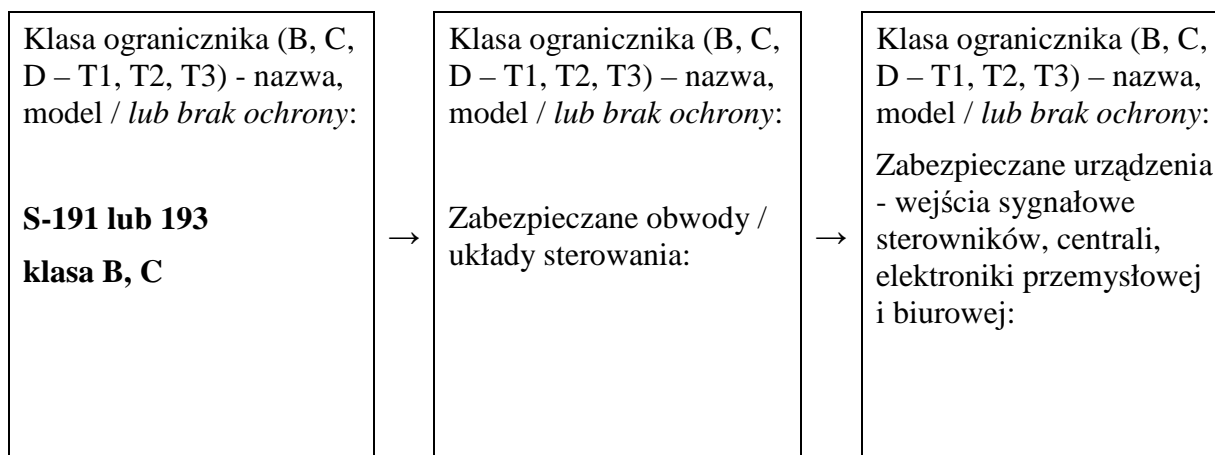 Klasa ogranicznika (B, C,
D – T1, T2, T3) - nazwa,
model / lub brak ochrony:
S-191 lub 193
klasa B, C
→
Klasa ogranicznika (B, C,
D – T1, T2, T3) – nazwa,
model / lub brak ochrony:
Zabezpieczane obwody /
układy sterowania:
→
Klasa ogranicznika (B, C,
D – T1, T2, T3) – nazwa,
model / lub brak ochrony:
Zabezpieczane urządzenia
- wejścia sygnałowe
sterowników, centrali,
elektroniki przemysłowej
i biurowej: